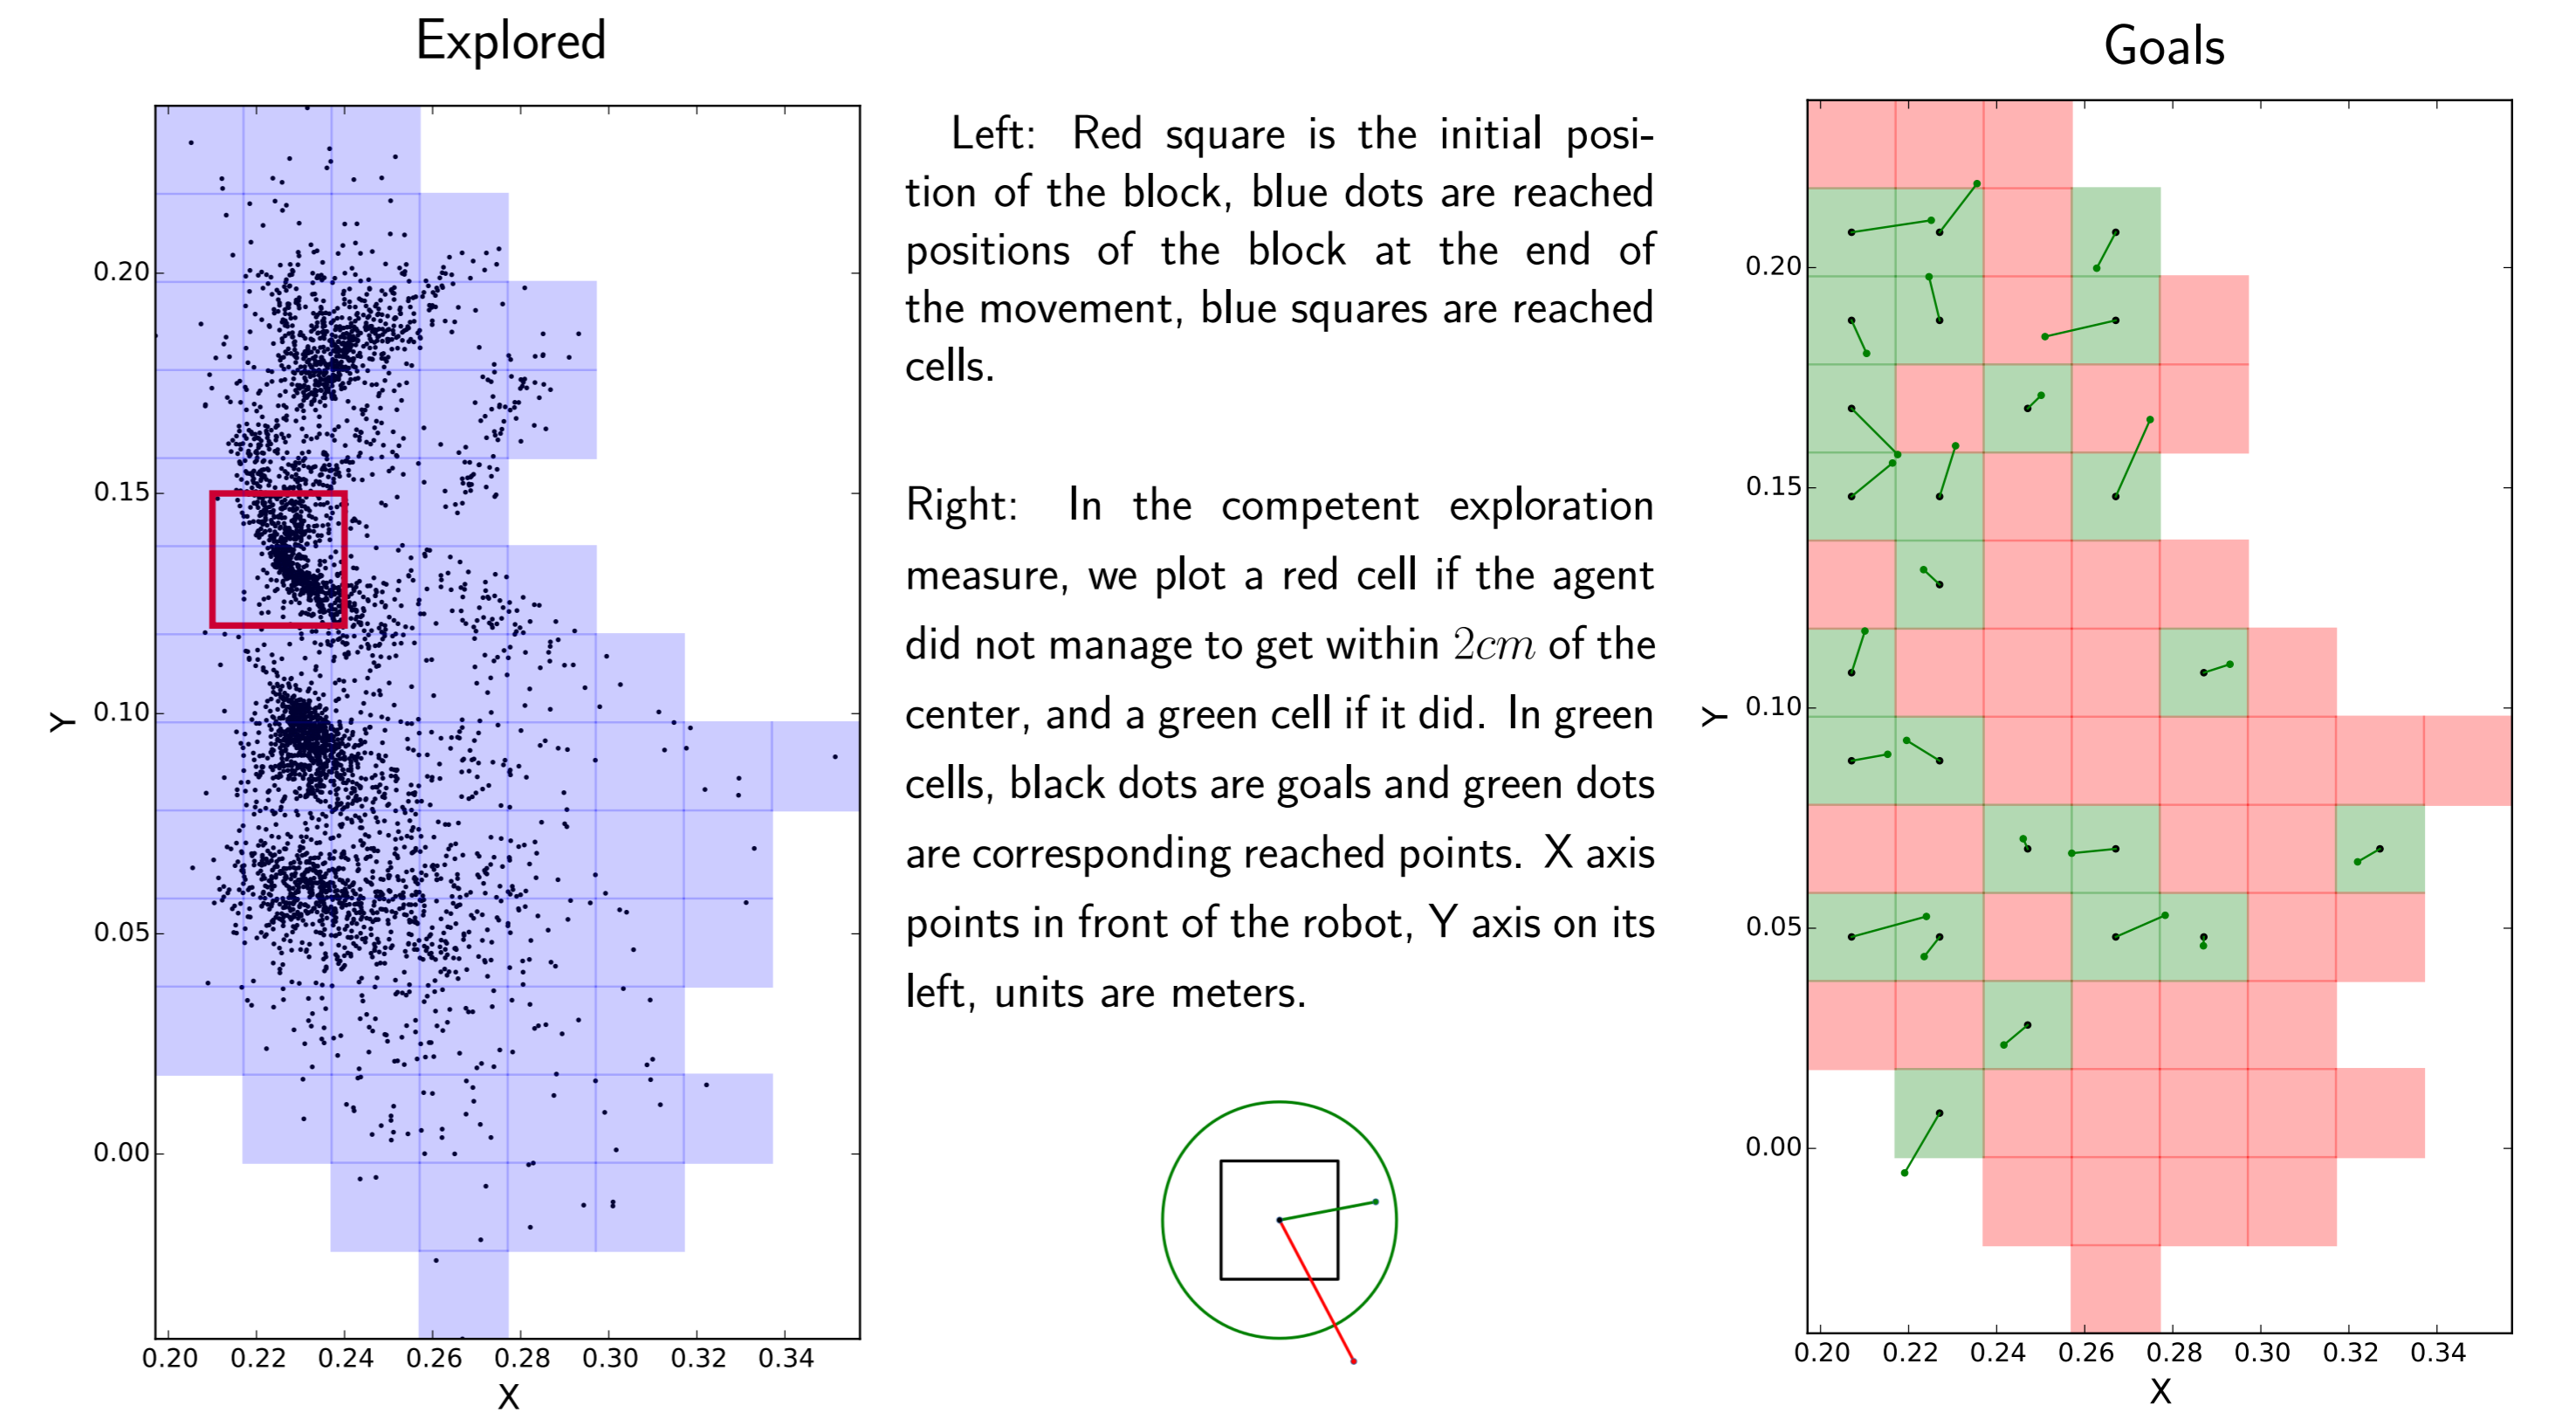 Explored
0.20
0.15
0.10
0.05
0.00
Y
0.20 0.22 0.24 0.26 0.28 0.30 0.32 0.34
X
Left: Red square is the initial posi-
tion of the block, blue dots are reached
positions of the block at the end of
the movement, blue squares are reached
cells.
Right: In the competent exploration
measure, we plot a red cell if the agent
did not manage to get within 2cm of the
center, and a green cell if it did. In green
cells, black dots are goals and green dots
are corresponding reached points. X axis
points in front of the robot, Y axis on its
left, units are meters.
Goals
0.20
0.15
0.10
0.05
0.00
Y
0.20 0.22 0.24 0.26 0.28 0.30 0.32 0.34
X